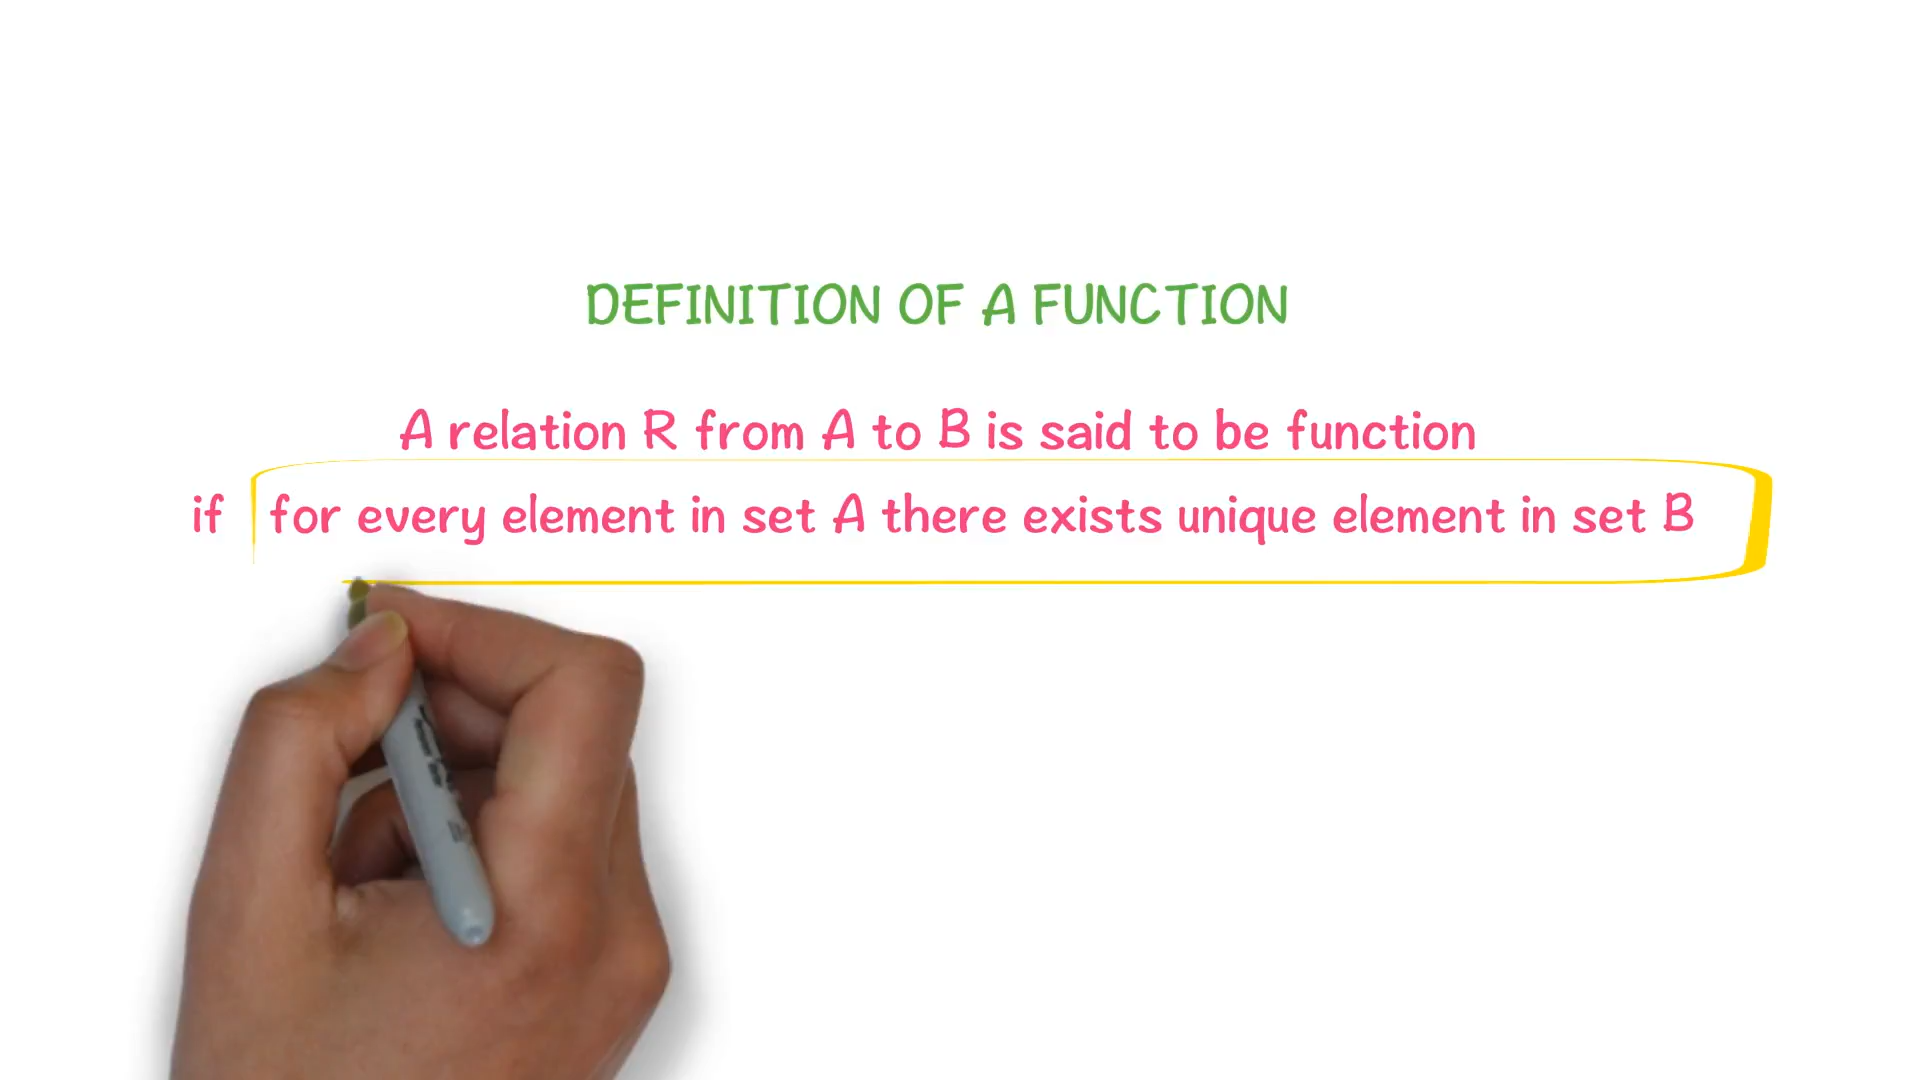 DEFINITION OF A FUNCTION
A relation R from A to B is said to be function
if for every element in set A there exists unique element in set B